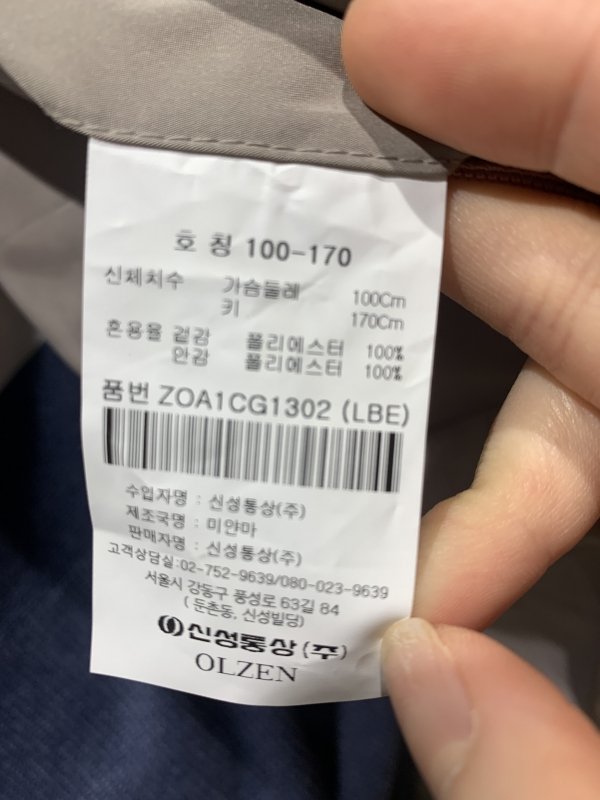 호 칭 100-170
신체치수 가슴둘레 100Cm
키 170Cm
혼용율 겉감 폴리에스터 100%
안감 폴리에스터 100%
품번 ZOA1CG1302 (LBE)
수입자명 : 신성통상(주)
제조국명 : 미얀마
판매자명 : 신성통상(주)
고객상담실:02-752-9639/080-023-9639
서울시 강동구 풍성로 63길 84
( 둔촌동, 신성빌딩)
신성통상(주)
OLZEN